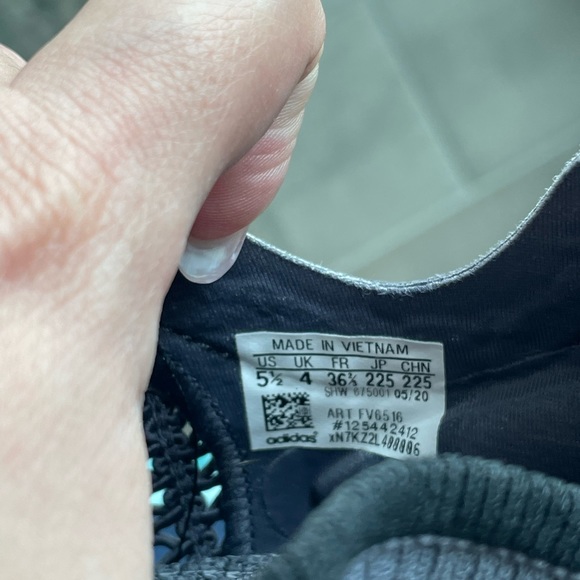 MADE IN VIETNAM
US UK FR JP CHN
5½ 4 36⅔ 225 225
SHW 675001 05/20
ART FV6516
#125442412
adidas xN7KZ2L